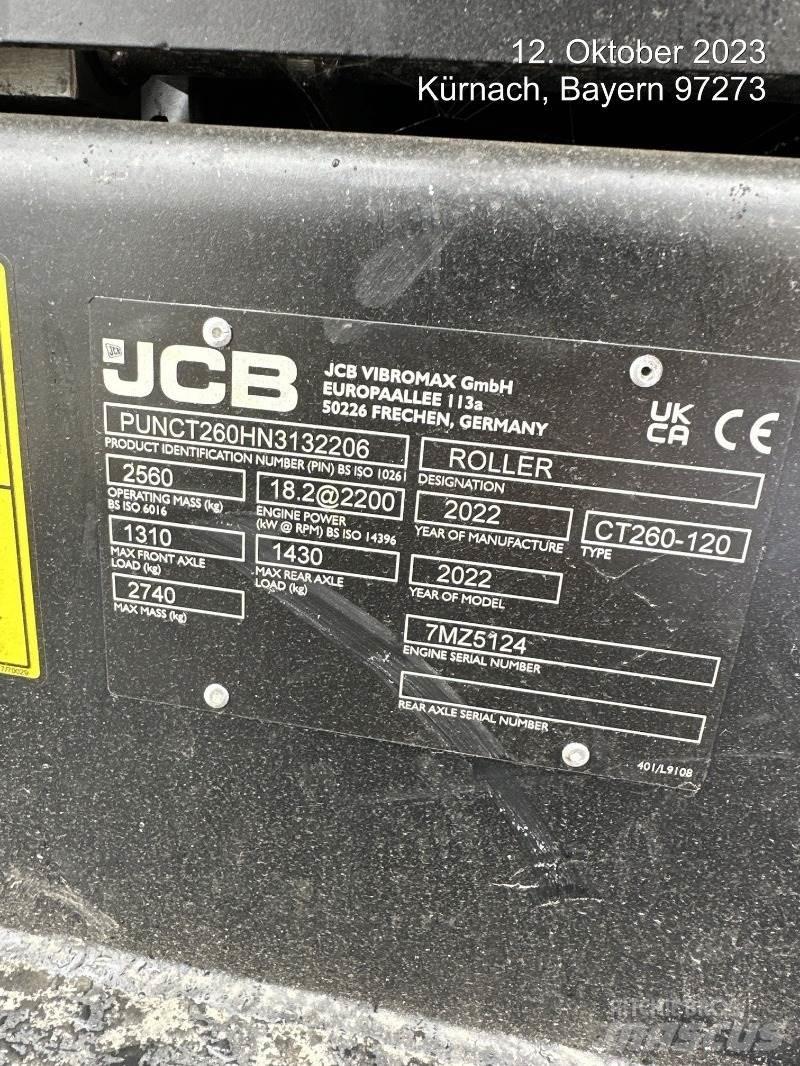 12. Oktober 2023
Kürnach, Bayern 97273
JCB
JCB
JCB VIBROMAX GmbH
EUROPAALLEE 113a
50226 FRECHEN, GERMANY
UK
CA
CE
PUNCT260HN3132206
PRODUCT IDENTIFICATION NUMBER (PIN) BS ISO 10261
ROLLER
DESIGNATION
2560
OPERATING MASS (kg)
BS ISO 6016
18.2@2200
ENGINE POWER
(kW @ RPM) BS ISO 14396
2022
YEAR OF MANUFACTURE
CT260-120
TYPE
1310
MAX FRONT AXLE
LOAD (kg)
1430
MAX REAR AXLE
LOAD (kg)
2022
YEAR OF MODEL
2740
MAX MASS (kg)
7MZ5124
ENGINE SERIAL NUMBER
REAR AXLE SERIAL NUMBER
401/L9108
mascus